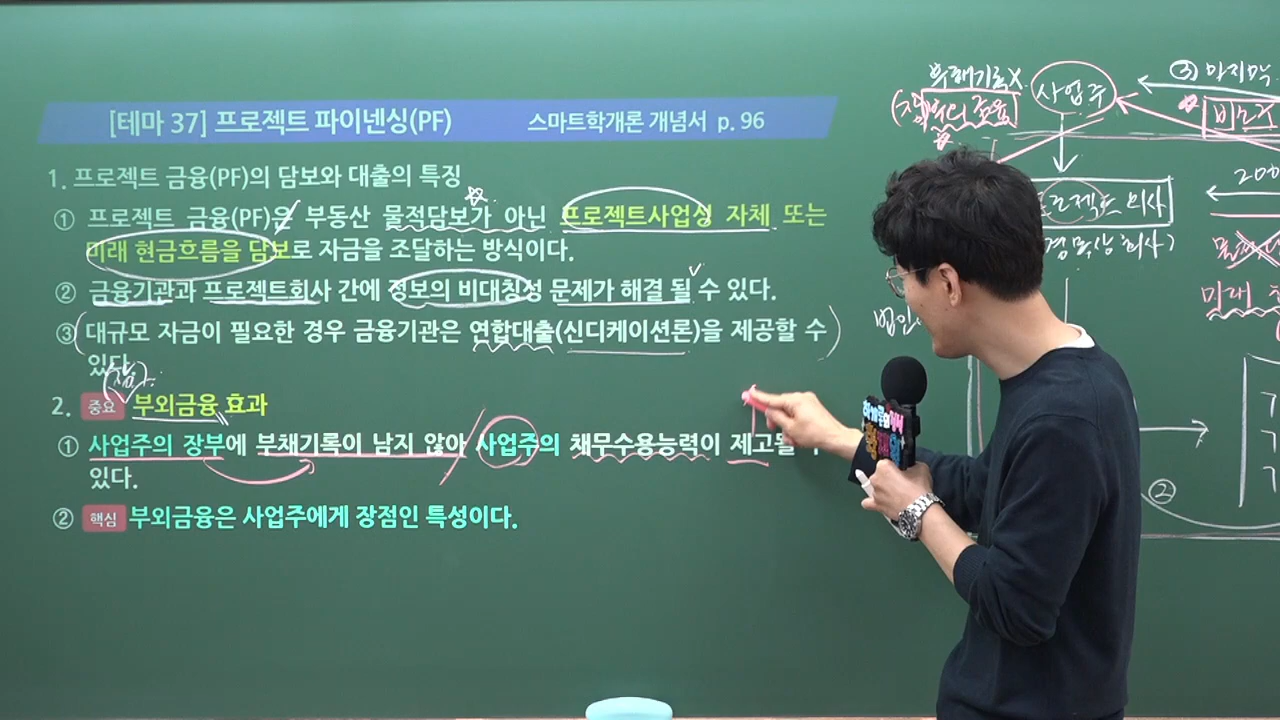 [테마 37] 프로젝트 파이넨싱(PF) 스마트학개론 개념서 p. 96
1. 프로젝트 금융(PF)의 담보와 대출의 특징
① 프로젝트 금융(PF)은 부동산 물적담보가 아닌 프로젝트사업성 자체 또는
미래 현금흐름을 담보로 자금을 조달하는 방식이다.
② 금융기관과 프로젝트회사 간에 정보의 비대칭성 문제가 해결 될 수 있다.
③ 대규모 자금이 필요한 경우 금융기관은 연합대출(신디케이션론)을 제공할 수
있다.
2. 중요 부외금융 효과
① 사업주의 장부에 부채기록이 남지 않아 사업주의 채무수용능력이 제고될 수
있다.
② 핵심 부외금융은 사업주에게 장점인 특성이다.
부채기록X
사업주
③ 마지막
비소
200
회사
미래
법인
②